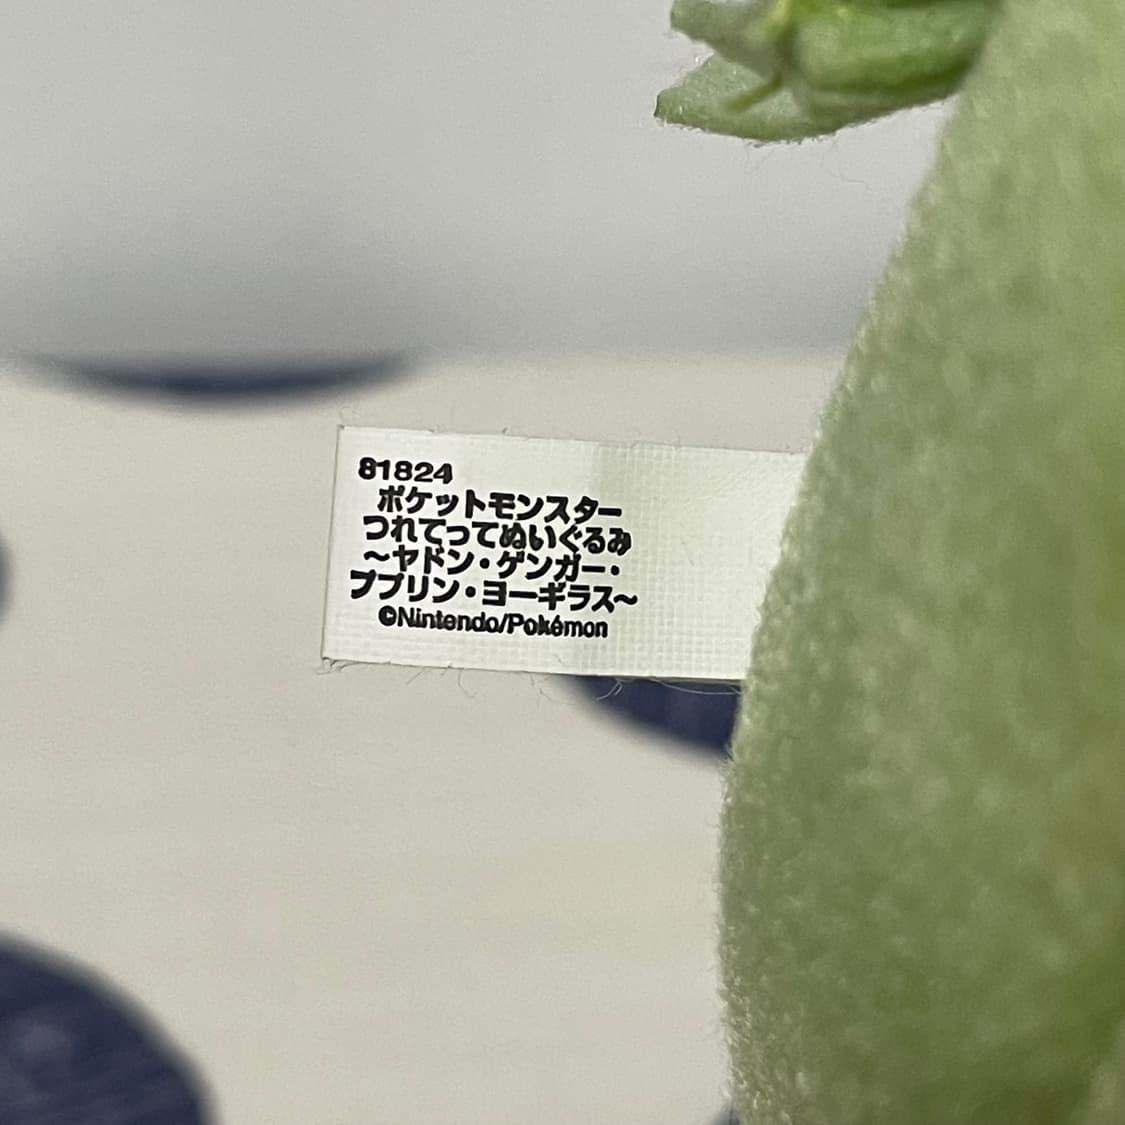 81824
ポケットモンスター
つれてってぬいぐるみ
～ヤドン・ゲンガー・
ププリン・ヨーギラス～
©Nintendo/Pokémon